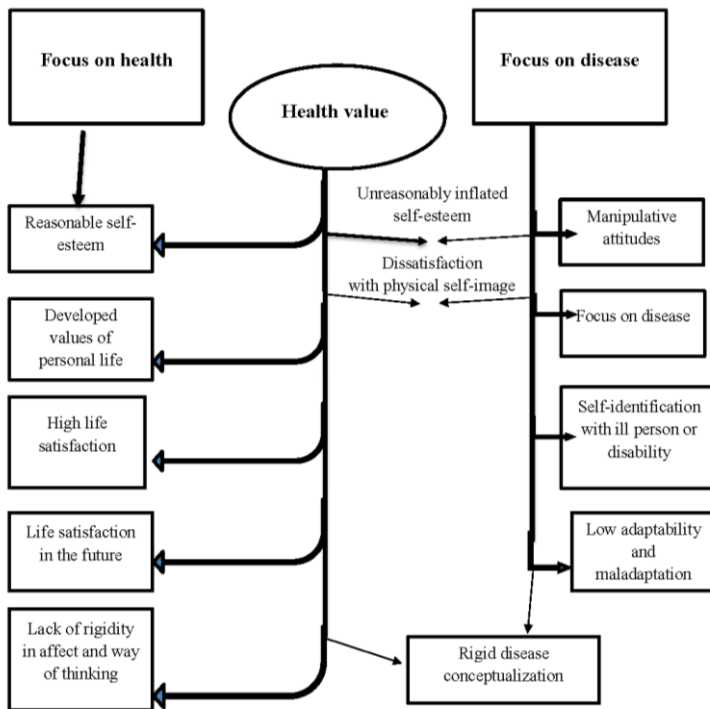 Focus on health
Health value
Focus on disease
Unreasonably inflated
self-esteem
Dissatisfaction
with physical self-image
Reasonable self-
esteem
Developed
values of
personal life
High life
satisfaction
Life satisfaction
in the future
Lack of rigidity
in affect and way
of thinking
Manipulative
attitudes
Focus on disease
Self-identification
with ill person or
disability
Low adaptability
and
maladaptation
Rigid disease
conceptualization